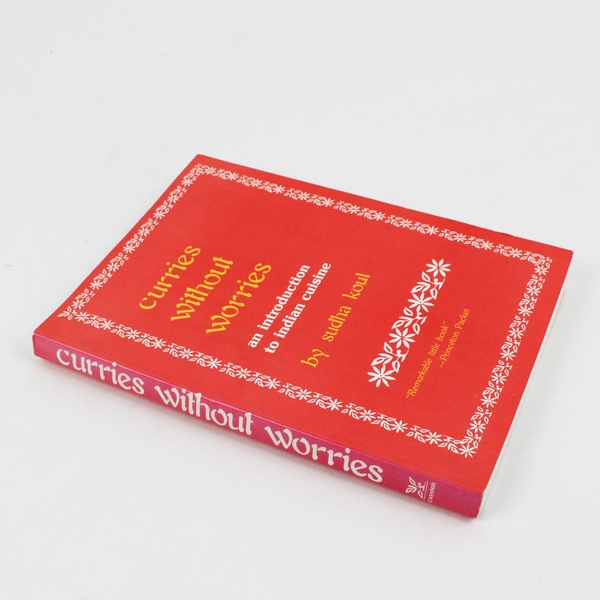 curries
without
worries
an introduction
to indian cuisine
by sudha koul
"Remarkable little book"
—Princeton Packet
curries without worries
CASHMIR